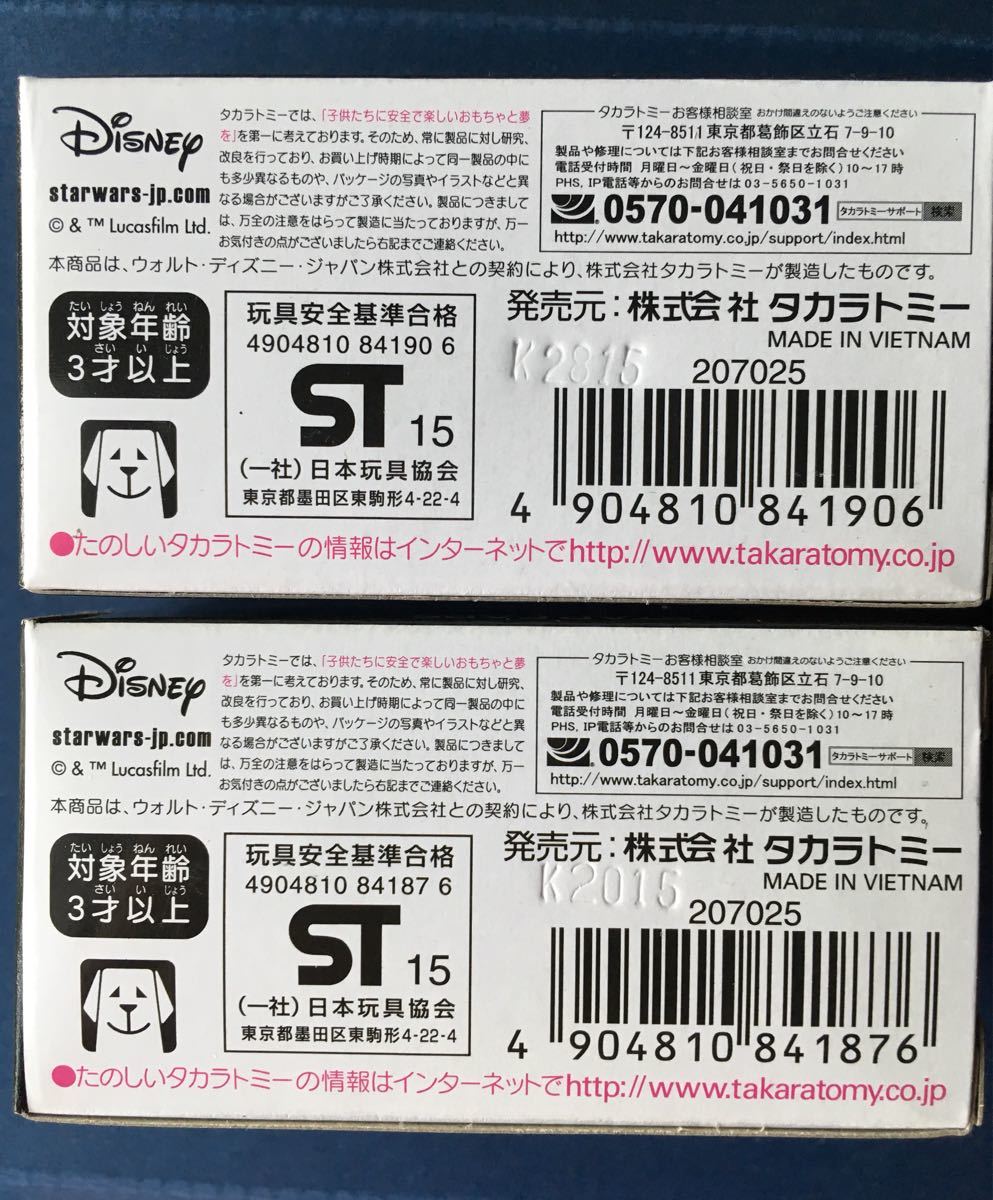 Disney
starwars-jp.com
© & ™ Lucasfilm Ltd.
タカラトミーでは、「子供たちに安全で楽しいおもちゃと夢
を」を第一に考えております。そのため、常に製品に対し研究、
改良を行っており、お買い上げ時期によって同一製品の中に
も多少異なるものや、パッケージの写真やイラストなどと異
なる場合がございますがご了承ください。製品につきまして
は、万全の注意をはらって製造に当たっておりますが、万一
お気付きの点がございましたら右記までご連絡ください。
タカラトミーお客様相談室 おかけ間違えのないようご注意ください
〒124-8511 東京都葛飾区立石 7-9-10
製品や修理については下記お客様相談室までお問合せください
電話受付時間 月曜日〜金曜日(祝日・祭日を除く)10〜17時
PHS, IP電話等からのお問合せは 03-5650-1031
0570-041031 タカラトミーサポート 検索
http://www.takaratomy.co.jp/support/index.html
本商品は、ウォルト・ディズニー・ジャパン株式会社との契約により、株式会社タカラトミーが製造したものです。
たい しょう ねん れい
対象年齢
さい い じょう
3才以上
玩具安全基準合格
4904810 84190 6
ST 15
(一社)日本玩具協会
東京都墨田区東駒形4-22-4
発売元:株式会社 タカラトミー
MADE IN VIETNAM
K2815
207025
4 904810 841906
●たのしいタカラトミーの情報はインターネットでhttp://www.takaratomy.co.jp
Disney
starwars-jp.com
© & ™ Lucasfilm Ltd.
タカラトミーでは、「子供たちに安全で楽しいおもちゃと夢
を」を第一に考えております。そのため、常に製品に対し研究、
改良を行っており、お買い上げ時期によって同一製品の中に
も多少異なるものや、パッケージの写真やイラストなどと異
なる場合がございますがご了承ください。製品につきまして
は、万全の注意をはらって製造に当たっておりますが、万一
お気付きの点がございましたら右記までご連絡ください。
タカラトミーお客様相談室 おかけ間違えのないようご注意ください
〒124-8511 東京都葛飾区立石 7-9-10
製品や修理については下記お客様相談室までお問合せください
電話受付時間 月曜日〜金曜日(祝日・祭日を除く)10〜17時
PHS, IP電話等からのお問合せは 03-5650-1031
0570-041031 タカラトミーサポート 検索
http://www.takaratomy.co.jp/support/index.html
本商品は、ウォルト・ディズニー・ジャパン株式会社との契約により、株式会社タカラトミーが製造したものです。
たい しょう ねん れい
対象年齢
さい い じょう
3才以上
玩具安全基準合格
4904810 84187 6
ST 15
(一社)日本玩具協会
東京都墨田区東駒形4-22-4
発売元:株式会社 タカラトミー
MADE IN VIETNAM
K2015
207025
4 904810 841876
●たのしいタカラトミーの情報はインターネットでhttp://www.takaratomy.co.jp